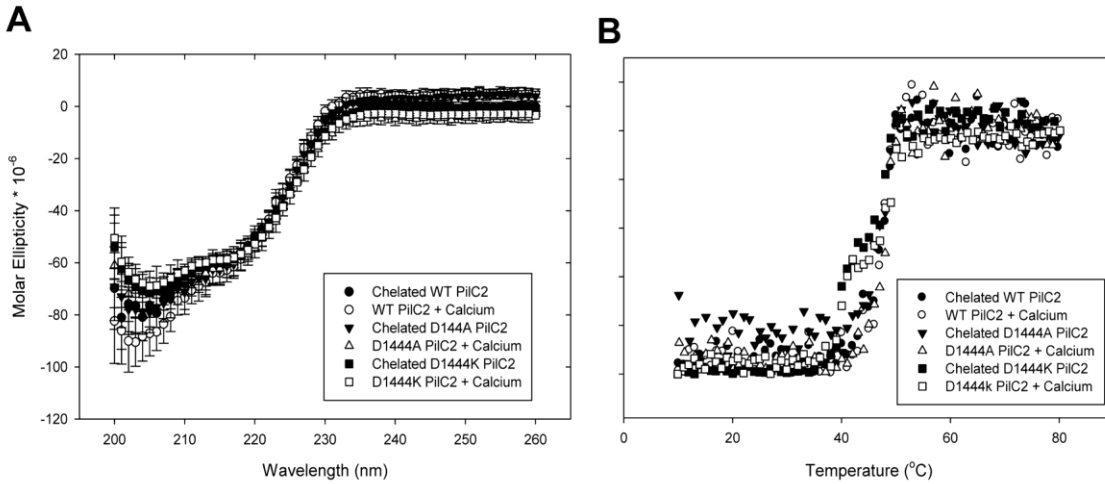 A
B
20
0
-20
-40
-60
-80
-100
-120
Molar Ellipticity * 10-6
200
210
220
230
240
250
260
Wavelength (nm)
Chelated WT PilC2
WT PilC2 + Calcium
Chelated D144A PilC2
D1444A PilC2 + Calcium
Chelated D1444K PilC2
D1444K PilC2 + Calcium
Chelated WT PilC2
WT PilC2 + Calcium
Chelated D1444A PilC2
D1444A PilC2 + Calcium
Chelated D1444K PilC2
D1444k PilC2 + Calcium
0
20
40
60
80
Temperature (oC)